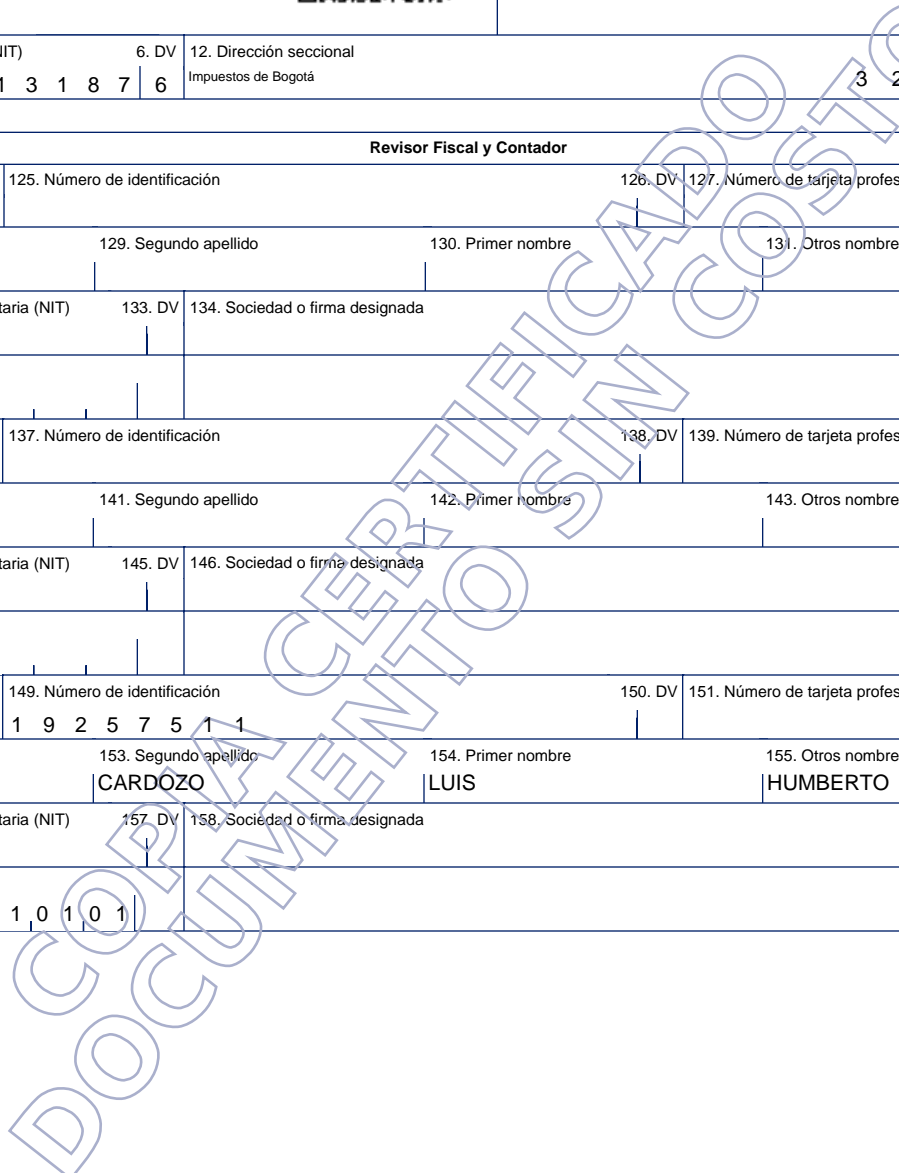 NIT) 6. DV 12. Dirección seccional
1 3 1 8 7 6 Impuestos de Bogotá 3 2
Revisor Fiscal y Contador
125. Número de identificación 126. DV 127. Número de tarjeta profes
129. Segundo apellido 130. Primer nombre 131. Otros nombre
taria (NIT) 133. DV 134. Sociedad o firma designada
137. Número de identificación 138. DV 139. Número de tarjeta profes
141. Segundo apellido 142. Primer nombre 143. Otros nombre
taria (NIT) 145. DV 146. Sociedad o firma designada
149. Número de identificación 150. DV 151. Número de tarjeta profes
1 9 2 5 7 5 1 1
153. Segundo apellido 154. Primer nombre 155. Otros nombre
CARDOZO LUIS HUMBERTO
taria (NIT) 157. DV 158. Sociedad o firma designada
1 0 1 0 1
COPIA CERTIFICADO
DOCUMENTO SIN COSTO